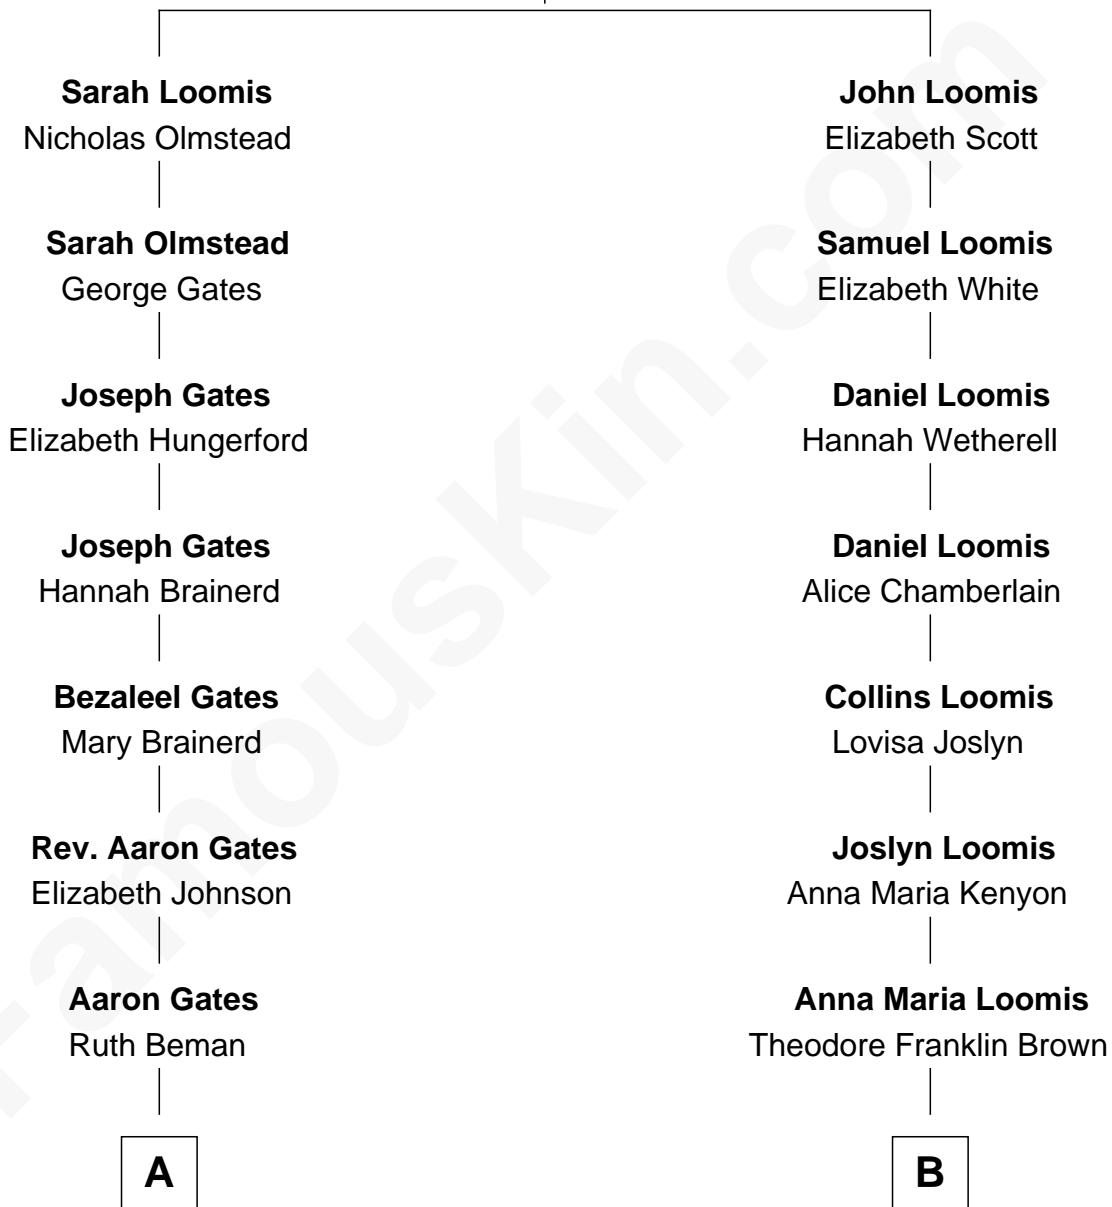 Sarah Loomis
Nicholas Olmstead
Sarah Olmstead
George Gates
Joseph Gates
Elizabeth Hungerford
Joseph Gates
Hannah Brainerd
Bezaleel Gates
Mary Brainerd
Rev. Aaron Gates
Elizabeth Johnson
Aaron Gates
Ruth Beman
A
John Loomis
Elizabeth Scott
Samuel Loomis
Elizabeth White
Daniel Loomis
Hannah Wetherell
Daniel Loomis
Alice Chamberlain
Collins Loomis
Lovisa Joslyn
Joslyn Loomis
Anna Maria Kenyon
Anna Maria Loomis
Theodore Franklin Brown
B
FamousKin.com